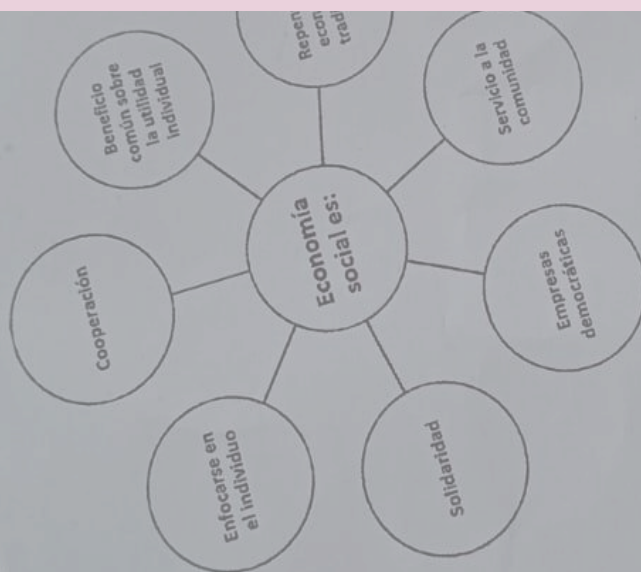 Cooperación
Beneficio
común sobre
la utilidad
individual
Enfocarse en
el individuo
Economía
social es:
Solidaridad
Servicio a la
comunidad
Empresas
democráticas